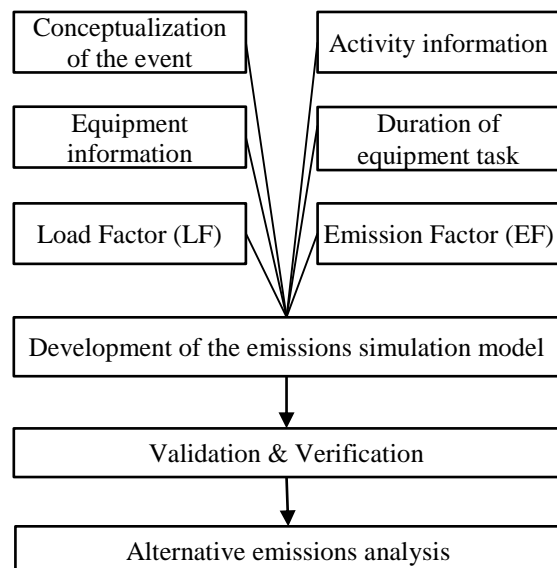 Conceptualization
of the event
Activity information
Equipment
information
Duration of
equipment task
Load Factor (LF)
Emission Factor (EF)
Development of the emissions simulation model
Validation & Verification
Alternative emissions analysis